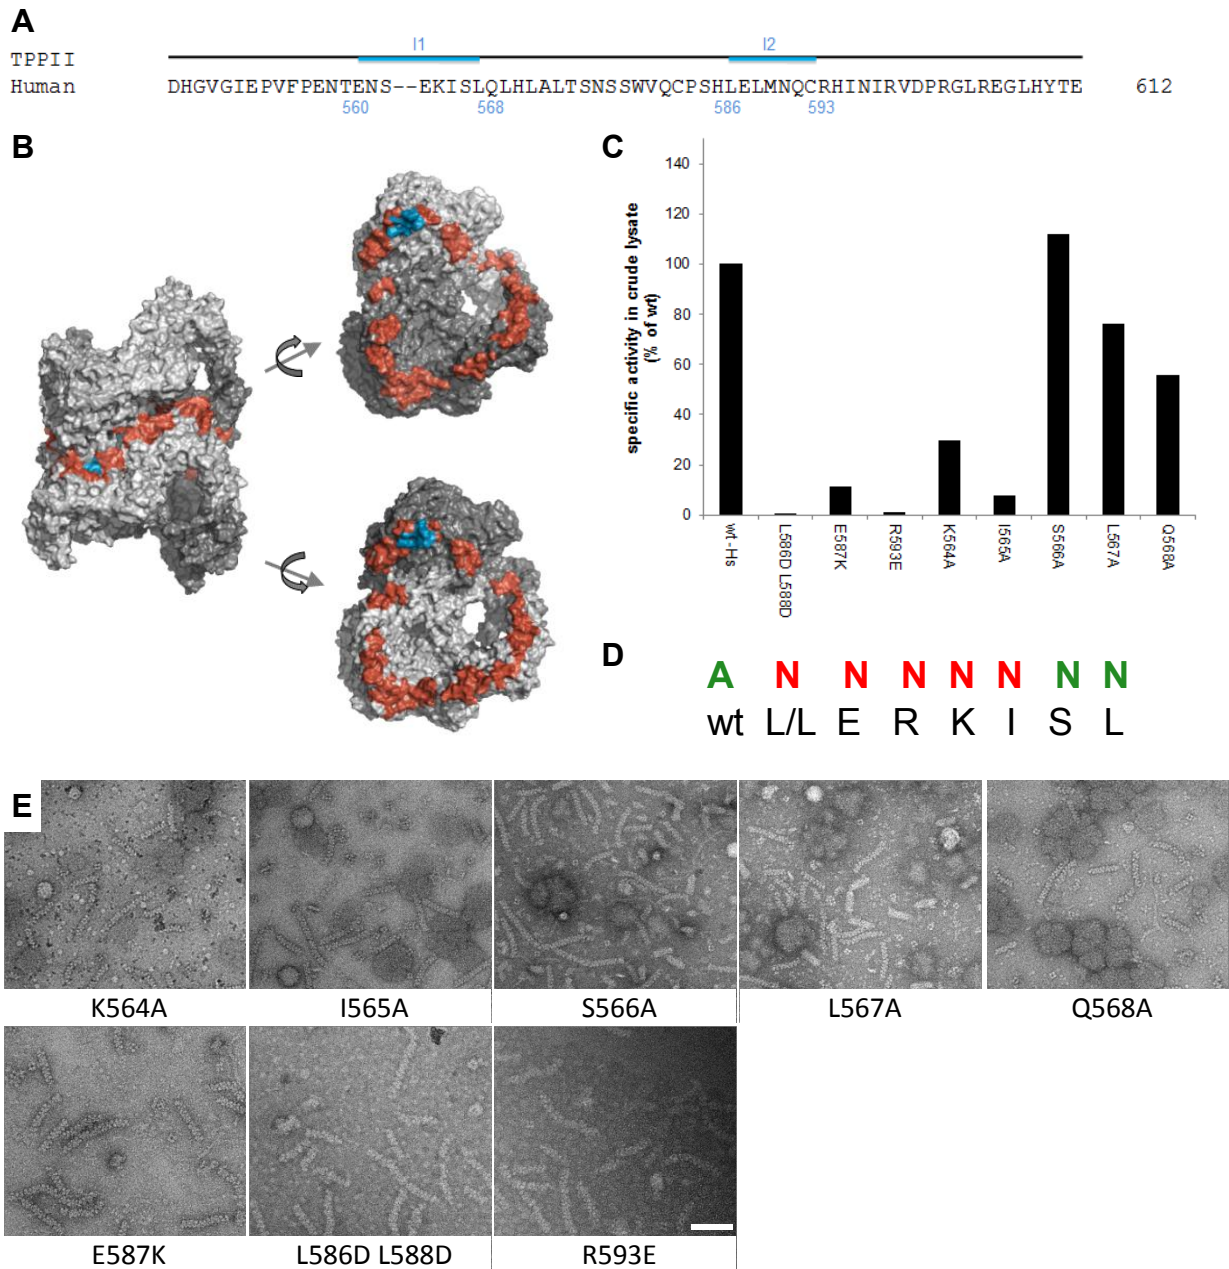 A
I1 I2
TPPII
Human DHGVGIEPVFPENTENS--EKISLQLHLALTSNSSWVQCPSHLELMNQCRHINIRVDPRGLREGLHYTE 612
560 568 586 593
B
C
specific activity in crude lysate
(% of wt)
140
120
100
80
60
40
20
0
wt-Hs
L586D L588D
E587K
R593E
K564A
I565A
S566A
L567A
Q568A
D
A N N N N N N N
wt L/L E R K I S L
E
K564A I565A S566A L567A Q568A
E587K L586D L588D R593E